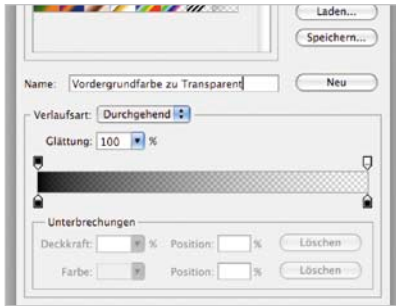 Laden...
Speichern...
Name: Vordergrundfarbe zu Transparent Neu
Verlaufsart: Durchgehend
Glättung: 100 %
Unterbrechungen
Deckkraft: % Position: % Löschen
Farbe: Position: % Löschen